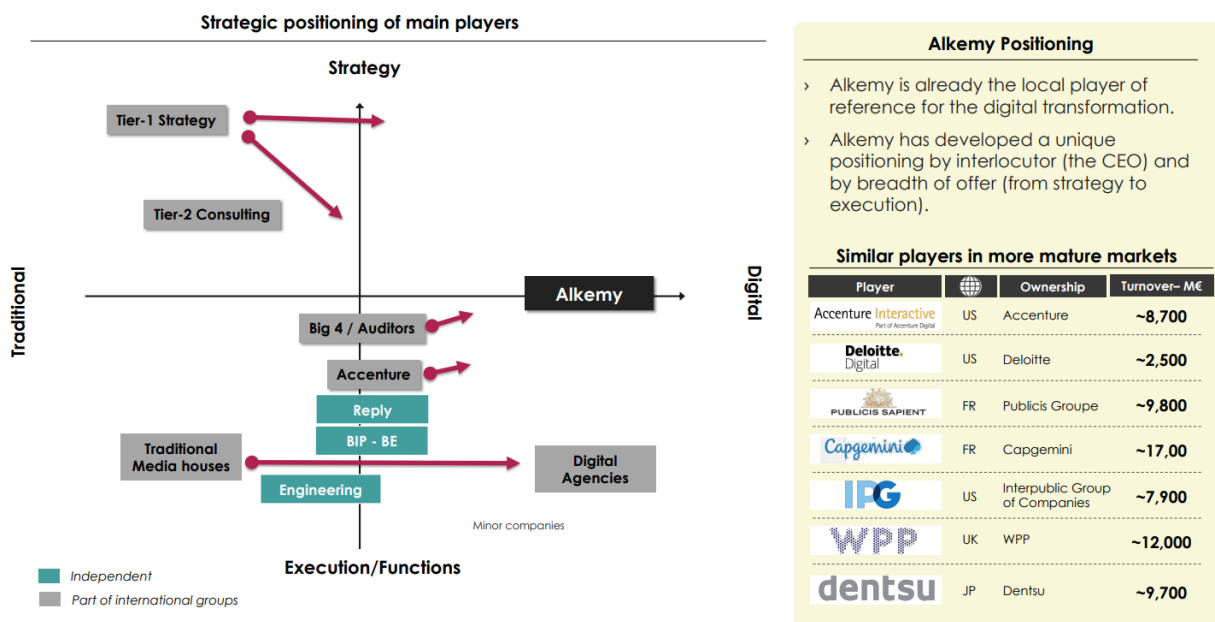 Strategic positioning of main players
Strategy
Tier-1 Strategy
Tier-2 Consulting
Traditional
Digital
Alkemy
Big 4 / Auditors
Accenture
Reply
BIP - BE
Traditional
Media houses
Digital
Agencies
Engineering
Minor companies
Execution/Functions
Independent
Part of international groups
Alkemy Positioning
› Alkemy is already the local player of
reference for the digital transformation.
› Alkemy has developed a unique
positioning by interlocutor (the CEO) and
by breadth of offer (from strategy to
execution).
Similar players in more mature markets
Player Ownership Turnover– M€
Accenture Interactive
Part of Accenture Digital
US Accenture ~8,700
Deloitte.
Digital
US Deloitte ~2,500
PUBLICIS SAPIENT FR Publicis Groupe ~9,800
Capgemini FR Capgemini ~17,00
IPG US Interpublic Group
of Companies ~7,900
WPP UK WPP ~12,000
dentsu JP Dentsu ~9,700